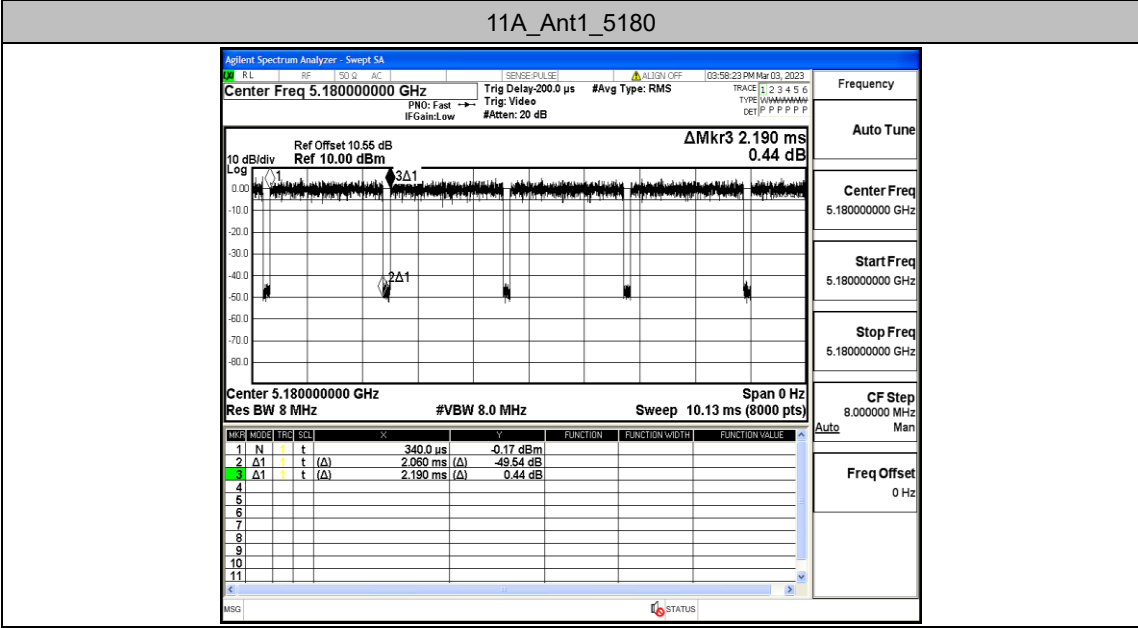 11A_Ant1_5180
Agilent Spectrum Analyzer - Swept SA
RL RF 50 Ω AC SENSE:PULSE ALIGN OFF 03:58:23 PM Mar 03, 2023
Center Freq 5.180000000 GHz
PNO: Fast
IFGain:Low
Trig Delay-200.0 µs
Trig: Video
#Atten: 20 dB
#Avg Type: RMS
TRACE 1 2 3 4 5 6
TYPE
DET P P P P P P
Ref Offset 10.55 dB
Ref 10.00 dBm
10 dB/div
Log
ΔMkr3 2.190 ms
0.44 dB
1
3Δ1
2Δ1
0.00
-10.0
-20.0
-30.0
-40.0
-50.0
-60.0
-70.0
-80.0
Center 5.180000000 GHz Span 0 Hz
Res BW 8 MHz #VBW 8.0 MHz Sweep 10.13 ms (8000 pts)
MKR MODE TRC SCL X Y FUNCTION FUNCTION WIDTH FUNCTION VALUE
1 N 1 t 340.0 µs -0.17 dBm
2 Δ1 1 t (Δ) 2.060 ms (Δ) -49.54 dB
3 Δ1 1 t (Δ) 2.190 ms (Δ) 0.44 dB
4
5
6
7
8
9
10
11
MSG STATUS
Frequency
Auto Tune
Center Freq
5.180000000 GHz
Start Freq
5.180000000 GHz
Stop Freq
5.180000000 GHz
CF Step
8.000000 MHz
Auto Man
Freq Offset
0 Hz